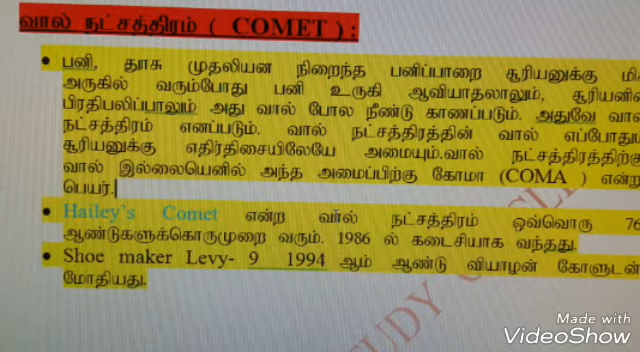 வால் நட்சத்திரம் ( COMET ) :
• பனி, தூசு முதலியன நிறைந்த பனிப்பாறை சூரியனுக்கு மிக
அருகில் வரும்போது பனி உருகி ஆவியாதலாலும், சூரியனின்
பிரதிபலிப்பாலும் அது வால் போல நீண்டு காணப்படும். அதுவே வால்
நட்சத்திரம் எனப்படும். வால் நட்சத்திரத்தின் வால் எப்போதும்
சூரியனுக்கு எதிர்திசையிலேயே அமையும்.வால் நட்சத்திரத்திற்கு
வால் இல்லையெனில் அந்த அமைப்பிற்கு கோமா (COMA ) என்று
பெயர்.
• Hailey's Comet என்ற வால் நட்சத்திரம் ஒவ்வொரு 76
ஆண்டுகளுக்கொருமுறை வரும். 1986 ல் கடைசியாக வந்தது.
• Shoe maker Levy- 9 1994 ஆம் ஆண்டு வியாழன் கோளுடன்
மோதியது.
STUDY
Made with
VideoShow